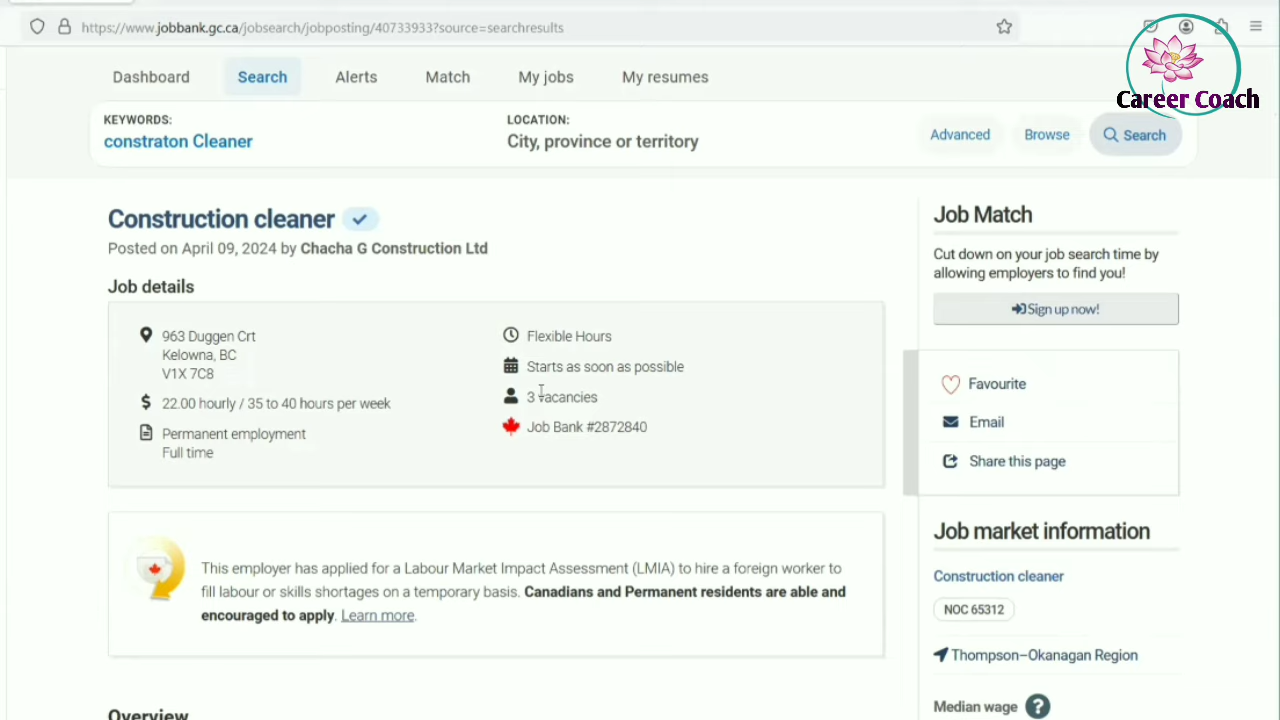 https://www.jobbank.gc.ca/jobsearch/jobposting/40733933?source=searchresults
Career Coach
Dashboard Search Alerts Match My jobs My resumes
KEYWORDS:
constraton Cleaner
LOCATION:
City, province or territory
Advanced Browse Search
Construction cleaner
Posted on April 09, 2024 by Chacha G Construction Ltd
Job details
963 Duggen Crt
Kelowna, BC
V1X 7C8
22.00 hourly / 35 to 40 hours per week
Permanent employment
Full time
Flexible Hours
Starts as soon as possible
3 vacancies
Job Bank #2872840
This employer has applied for a Labour Market Impact Assessment (LMIA) to hire a foreign worker to
fill labour or skills shortages on a temporary basis. Canadians and Permanent residents are able and
encouraged to apply. Learn more.
Overview
Job Match
Cut down on your job search time by
allowing employers to find you!
Sign up now!
Favourite
Email
Share this page
Job market information
Construction cleaner
NOC 65312
Thompson–Okanagan Region
Median wage ?